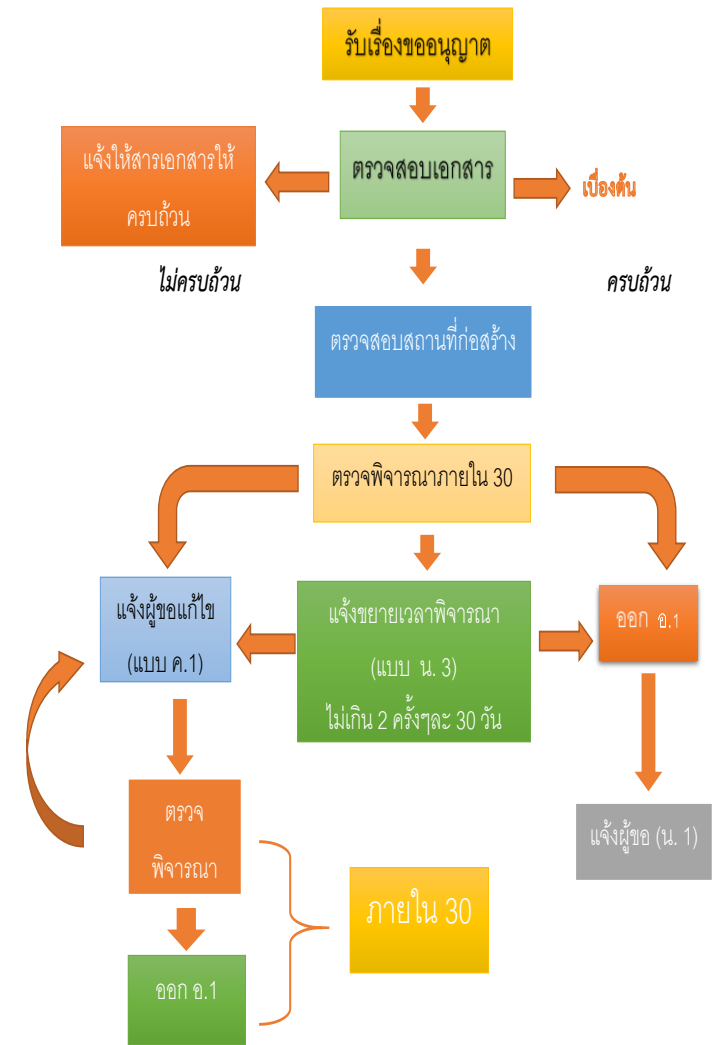 รับเรื่องขออนุญาต
แจ้งให้สารเอกสารให้
ครบถ้วน
ตรวจสอบเอกสาร
เบื่องต้น
ไม่ครบถ้วน
ครบถ้วน
ตรวจสอบสถานที่ก่อสร้าง
ตรวจพิจารณาภายใน 30
แจ้งผู้ขอแก้ไข
(แบบ ค.1)
แจ้งขยายเวลาพิจารณา
(แบบ น. 3)
ไม่เกิน 2 ครั้งๆละ 30 วัน
ออก อ.1
แจ้งผู้ขอ (น. 1)
ตรวจ
พิจารณา
ภายใน 30
ออก อ.1